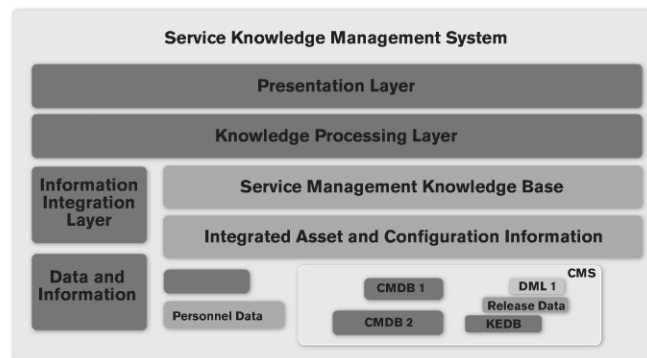 Service Knowledge Management System
Presentation Layer
Knowledge Processing Layer
Information
Integration
Layer
Service Management Knowledge Base
Integrated Asset and Configuration Information
Data and
Information
Personnel Data
CMS
CMDB 1
CMDB 2
DML 1
Release Data
KEDB